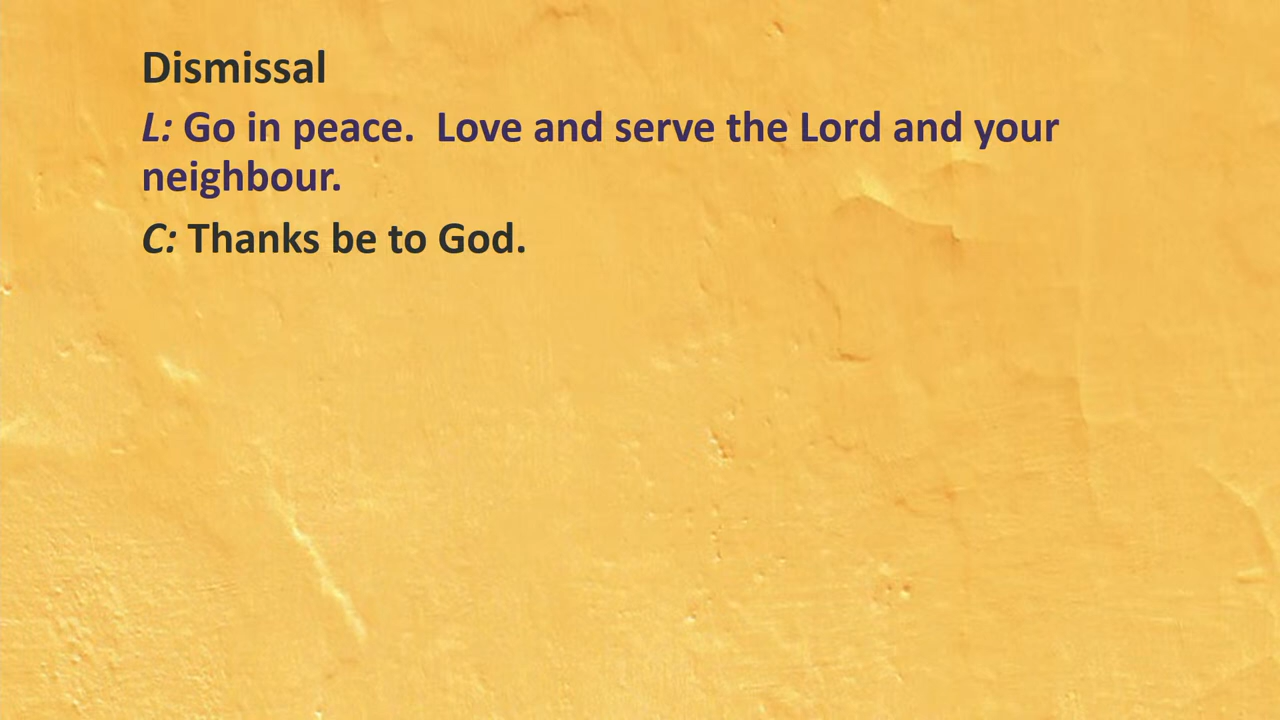 Dismissal
L: Go in peace.  Love and serve the Lord and your
neighbour.
C: Thanks be to God.